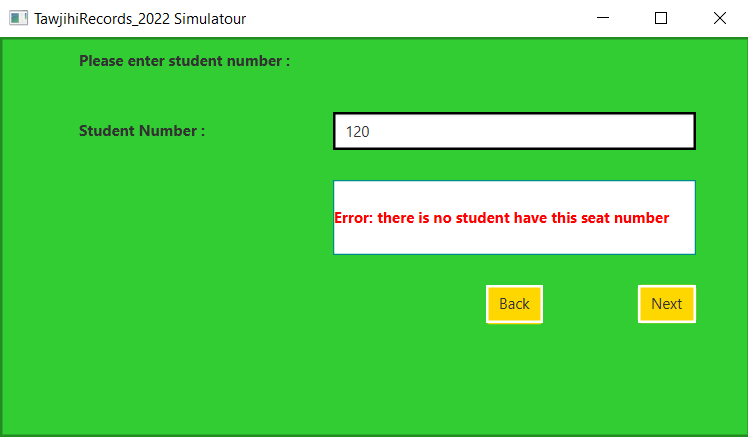 TawjihiRecords_2022 Simulatour
Please enter student number :
Student Number :
120
Error: there is no student have this seat number
Back
Next